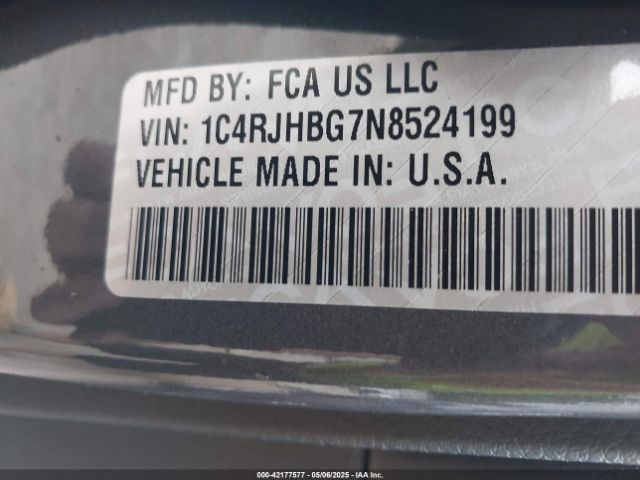 MFD BY: FCA US LLC
VIN: 1C4RJHBG7N8524199
VEHICLE MADE IN: U.S.A.
000-42177577 - 05/06/2025 - IAA Inc.